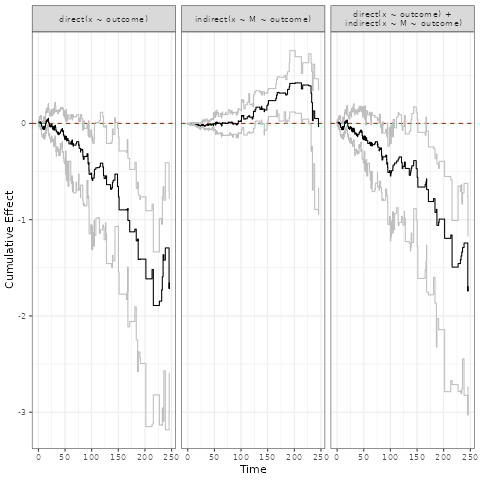 direct(x ~ outcome)
indirect(x ~ M ~ outcome)
direct(x ~ outcome) +
indirect(x ~ M ~ outcome)
Cumulative Effect
0
-1
-2
-3
0 50 100 150 200 250
0 50 100 150 200 250
0 50 100 150 200 250
Time